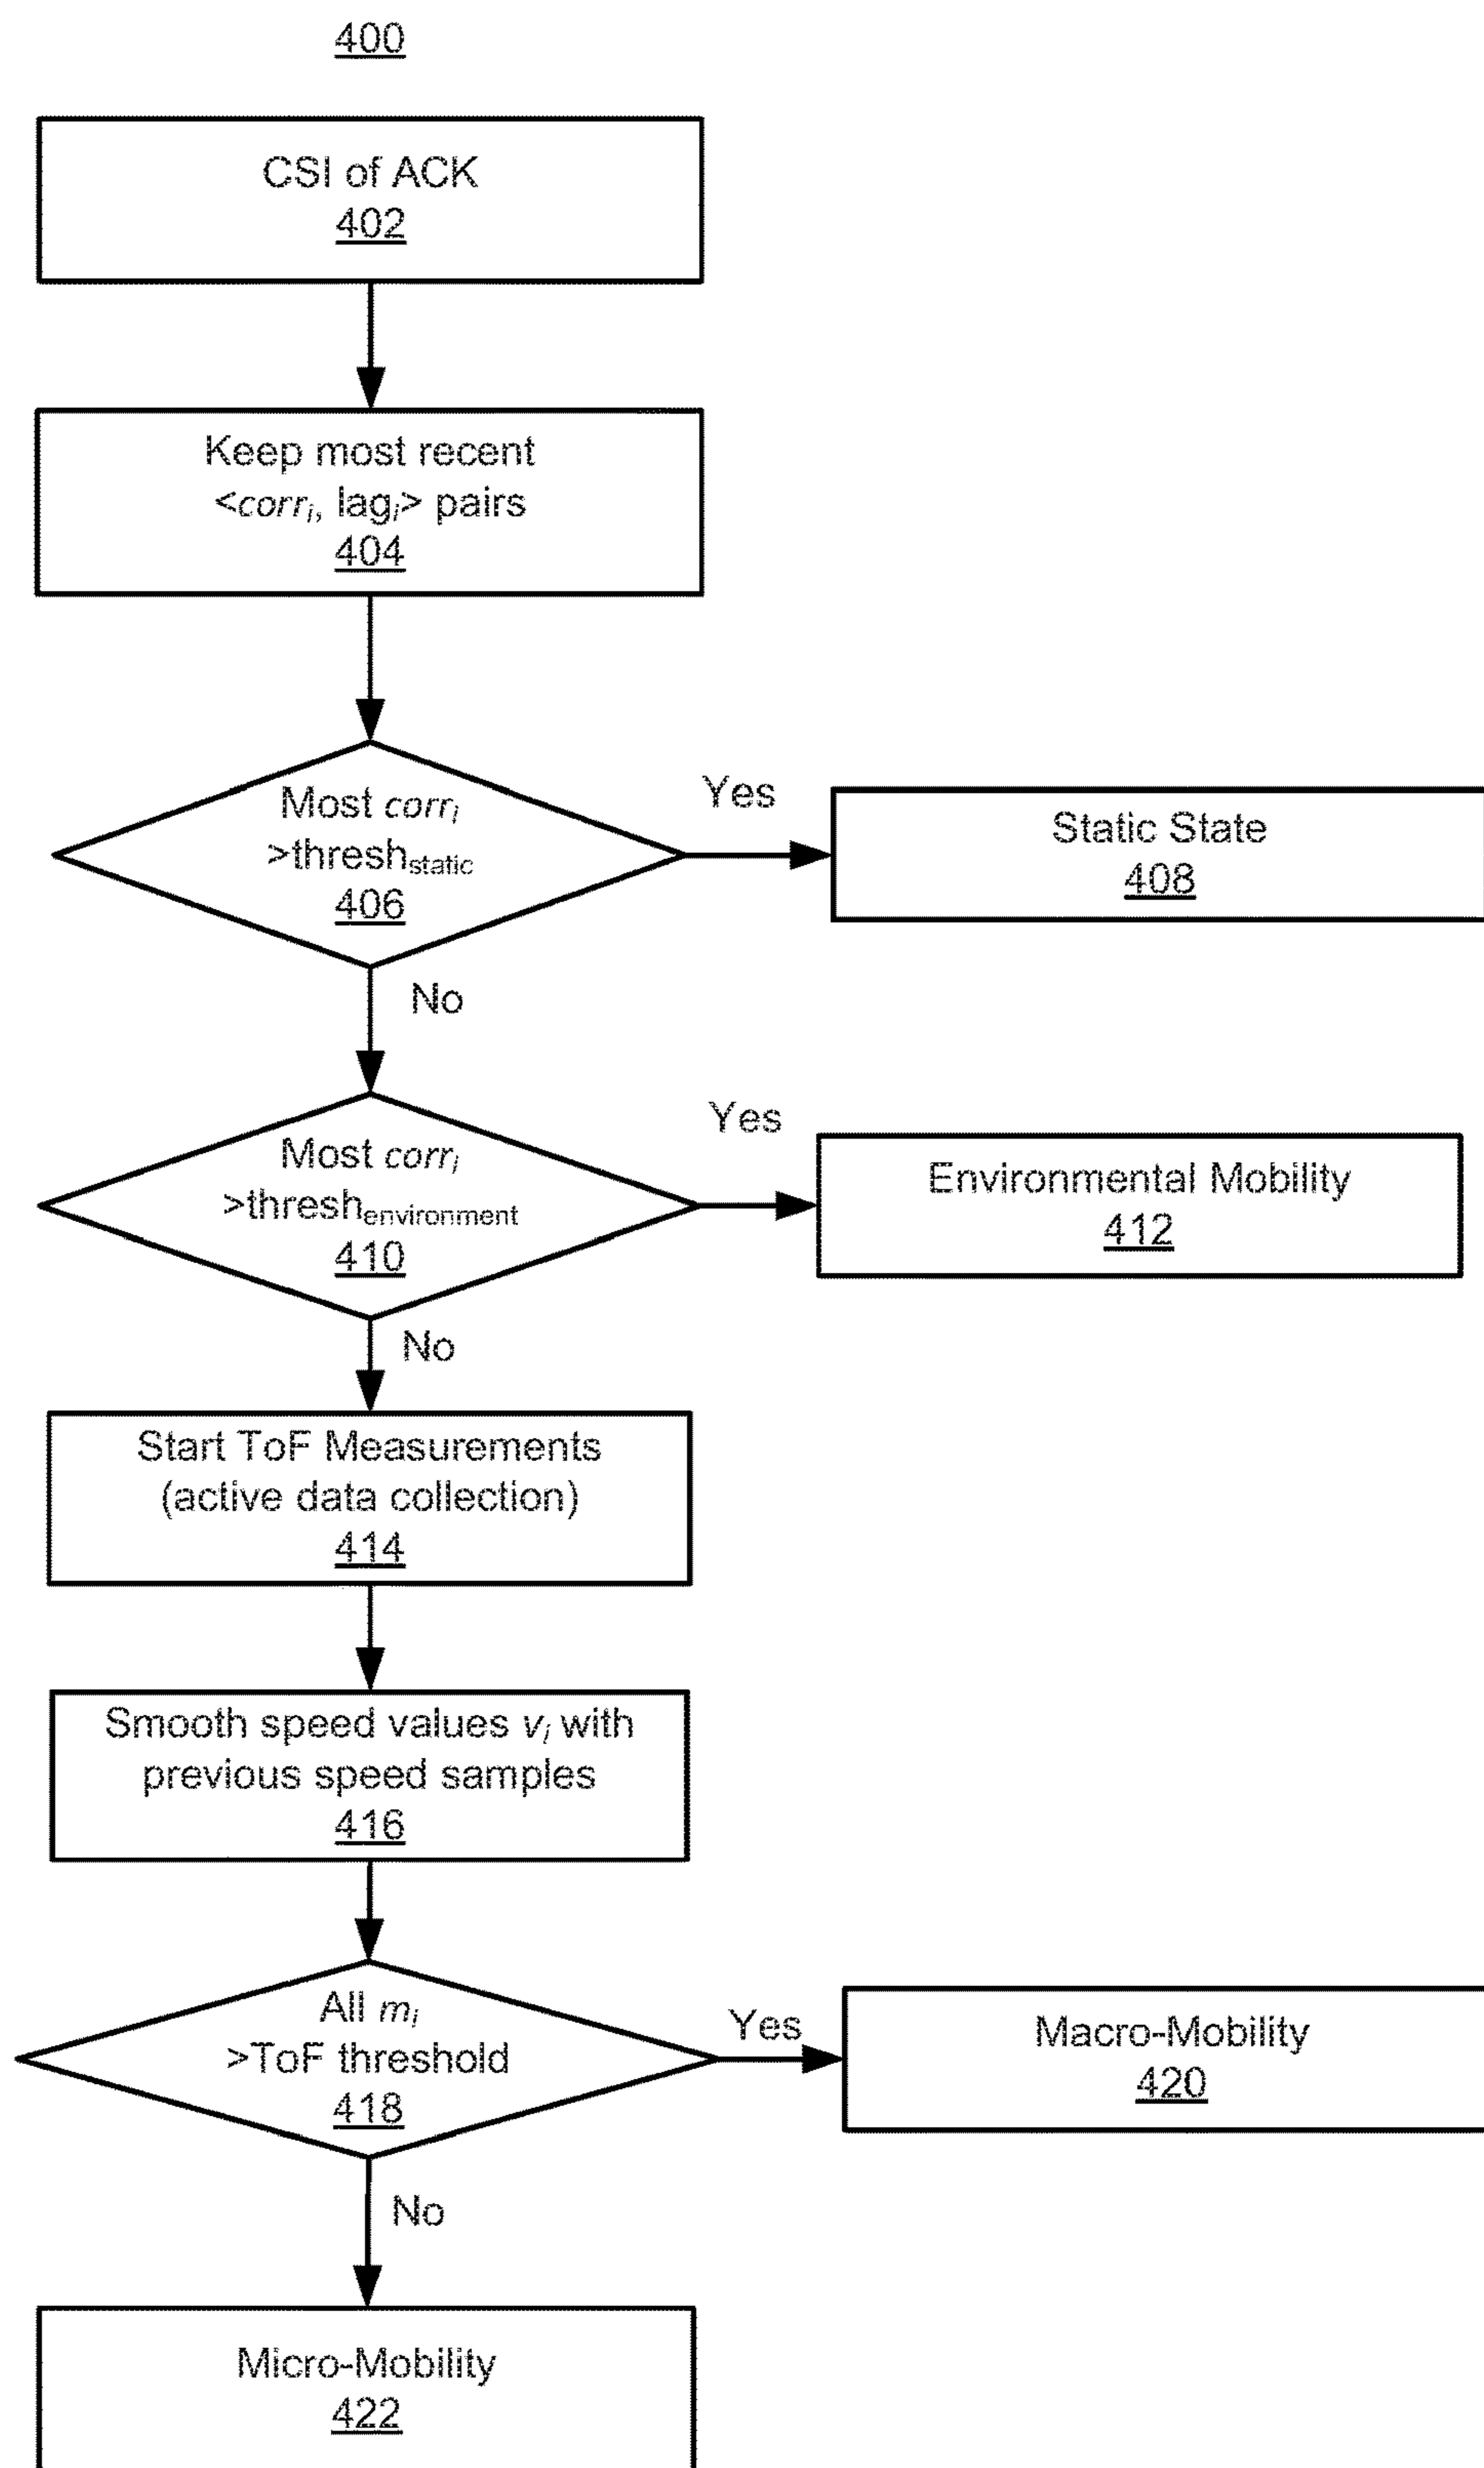 400
CSI of ACK
402
Keep most recent
<corrᵢ, lagᵢ> pairs
404
Most corrᵢ
>threshstatic
406
Yes
Static State
408
No
Most corrᵢ
>threshenvironment
410
Yes
Environmental Mobility
412
No
Start ToF Measurements
(active data collection)
414
Smooth speed values vᵢ with
previous speed samples
416
All mᵢ
>ToF threshold
418
Yes
Macro-Mobility
420
No
Micro-Mobility
422